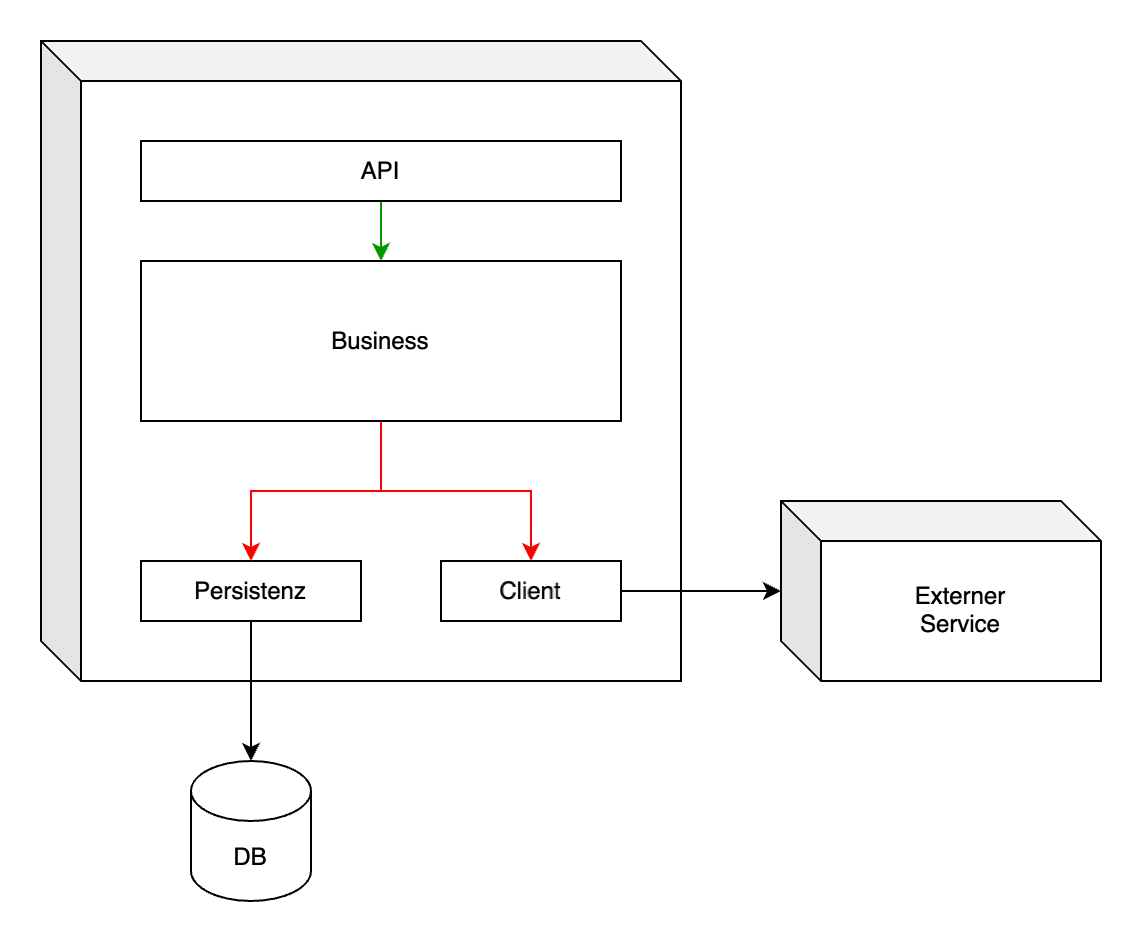 API
Business
Persistenz
Client
Externer
Service
DB